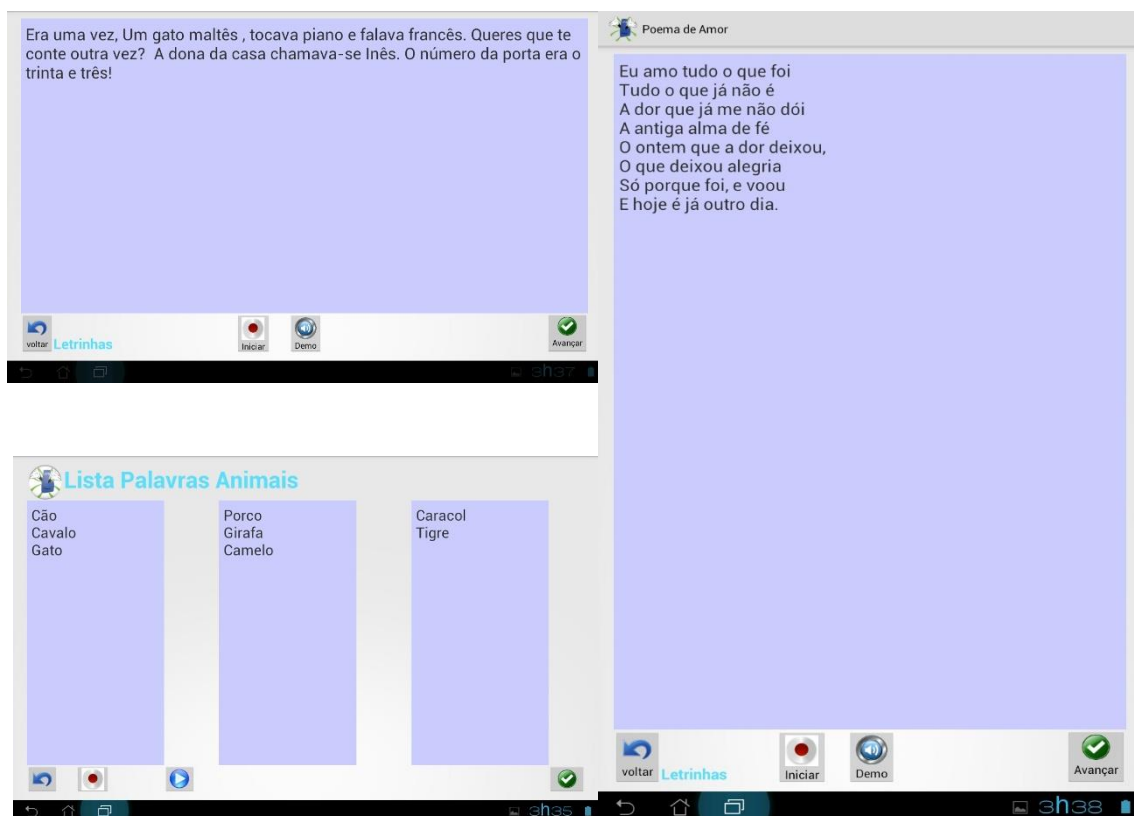 Era uma vez, Um gato maltês , tocava piano e falava francês. Queres que te
conte outra vez?  A dona da casa chamava-se Inês. O número da porta era o
trinta e três!
voltar
Letrinhas
Iniciar
Demo
Avançar
3h37
Lista Palavras Animais
Cão
Cavalo
Gato
Porco
Girafa
Camelo
Caracol
Tigre
3h35
Poema de Amor
Eu amo tudo o que foi
Tudo o que já não é
A dor que já me não dói
A antiga alma de fé
O ontem que a dor deixou,
O que deixou alegria
Só porque foi, e voou
E hoje é já outro dia.
voltar
Letrinhas
Iniciar
Demo
Avançar
3h38